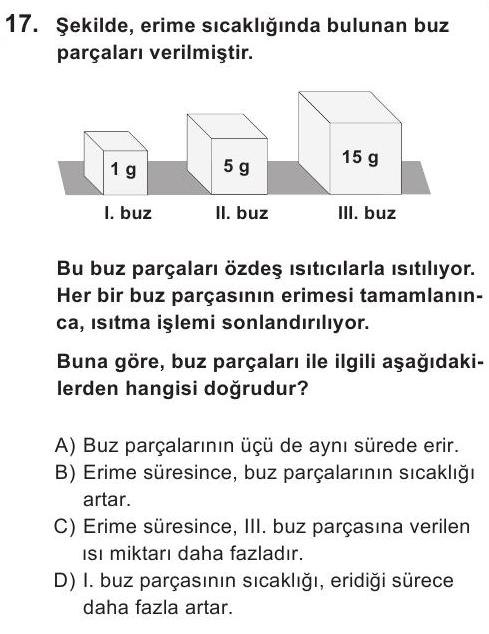 17. Şekilde, erime sıcaklığında bulunan buz
parçaları verilmiştir.
1 g
5 g
15 g
I. buz
II. buz
III. buz
Bu buz parçaları özdeş ısıtıcılarla ısıtılıyor.
Her bir buz parçasının erimesi tamamlanın-
ca, ısıtma işlemi sonlandırılıyor.
Buna göre, buz parçaları ile ilgili aşağıdaki-
lerden hangisi doğrudur?
A) Buz parçalarının üçü de aynı sürede erir.
B) Erime süresince, buz parçalarının sıcaklığı
artar.
C) Erime süresince, III. buz parçasına verilen
ısı miktarı daha fazladır.
D) I. buz parçasının sıcaklığı, eridiği sürece
daha fazla artar.